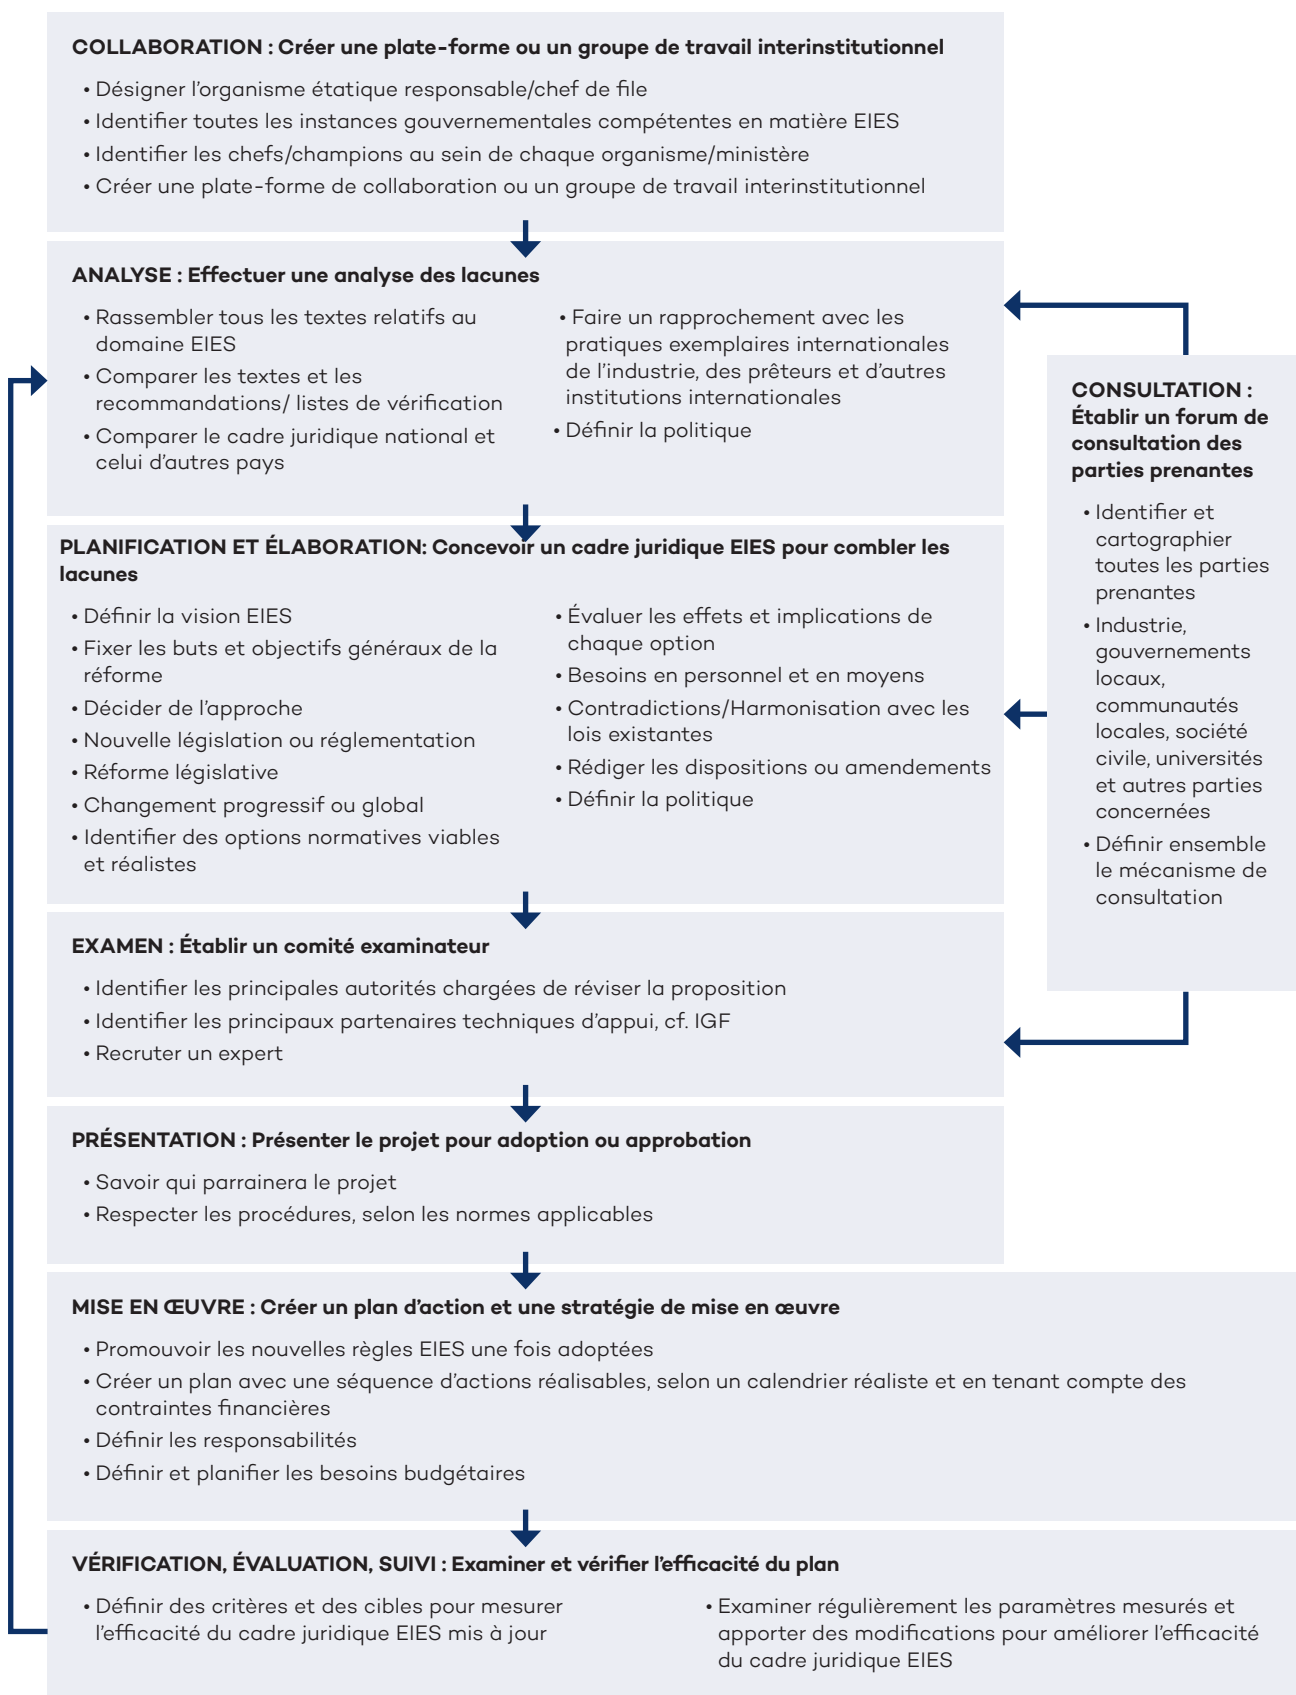 COLLABORATION : Créer une plate-forme ou un groupe de travail interinstitutionnel
• Désigner l'organisme étatique responsable/chef de file
• Identifier toutes les instances gouvernementales compétentes en matière EIES
• Identifier les chefs/champions au sein de chaque organisme/ministère
• Créer une plate-forme de collaboration ou un groupe de travail interinstitutionnel
ANALYSE : Effectuer une analyse des lacunes
• Rassembler tous les textes relatifs au
domaine EIES
• Comparer les textes et les
recommandations/ listes de vérification
• Comparer le cadre juridique national et
celui d'autres pays
• Faire un rapprochement avec les
pratiques exemplaires internationales
de l'industrie, des prêteurs et d'autres
institutions internationales
• Définir la politique
PLANIFICATION ET ÉLABORATION: Concevoir un cadre juridique EIES pour combler les
lacunes
• Définir la vision EIES
• Fixer les buts et objectifs généraux de la
réforme
• Décider de l'approche
• Nouvelle législation ou réglementation
• Réforme législative
• Changement progressif ou global
• Identifier des options normatives viables
et réalistes
• Évaluer les effets et implications de
chaque option
• Besoins en personnel et en moyens
• Contradictions/Harmonisation avec les
lois existantes
• Rédiger les dispositions ou amendements
• Définir la politique
CONSULTATION :
Établir un forum de
consultation des
parties prenantes
• Identifier et
cartographier
toutes les parties
prenantes
• Industrie,
gouvernements
locaux,
communautés
locales, société
civile, universités
et autres parties
concernées
• Définir ensemble
le mécanisme de
consultation
EXAMEN : Établir un comité examinateur
• Identifier les principales autorités chargées de réviser la proposition
• Identifier les principaux partenaires techniques d'appui, cf. IGF
• Recruter un expert
PRÉSENTATION : Présenter le projet pour adoption ou approbation
• Savoir qui parrainera le projet
• Respecter les procédures, selon les normes applicables
MISE EN ŒUVRE : Créer un plan d'action et une stratégie de mise en œuvre
• Promouvoir les nouvelles règles EIES une fois adoptées
• Créer un plan avec une séquence d'actions réalisables, selon un calendrier réaliste et en tenant compte des
contraintes financières
• Définir les responsabilités
• Définir et planifier les besoins budgétaires
VÉRIFICATION, ÉVALUATION, SUIVI : Examiner et vérifier l'efficacité du plan
• Définir des critères et des cibles pour mesurer
l'efficacité du cadre juridique EIES mis à jour
• Examiner régulièrement les paramètres mesurés et
apporter des modifications pour améliorer l'efficacité
du cadre juridique EIES